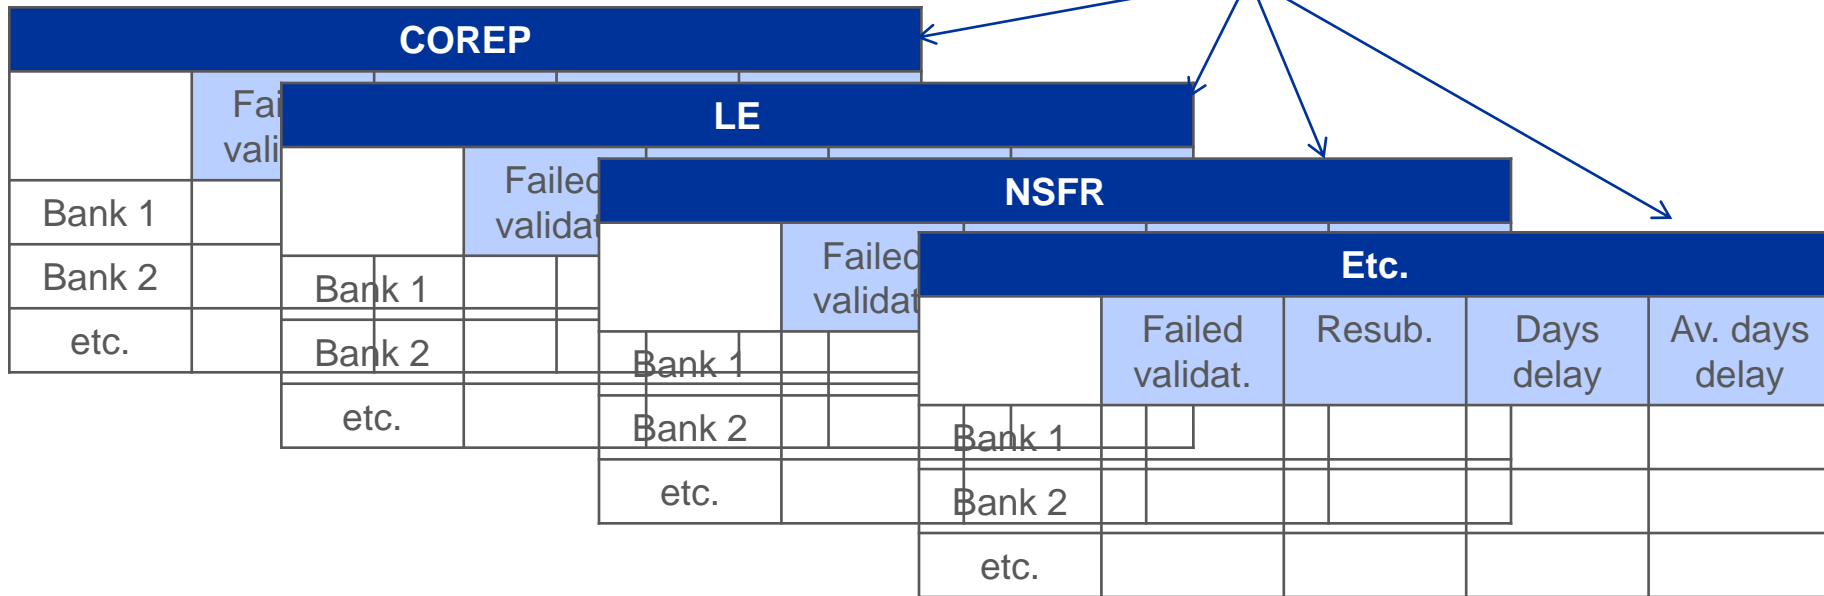 COREP
Fai
vali
Bank 1
Bank 2
etc.
LE
Failed
validat
Bank 1
Bank 2
etc.
NSFR
Failed
validat
Bank 1
Bank 2
etc.
Etc.
Failed
validat.
Resub.
Days
delay
Av. days
delay
Bank 1
Bank 2
etc.